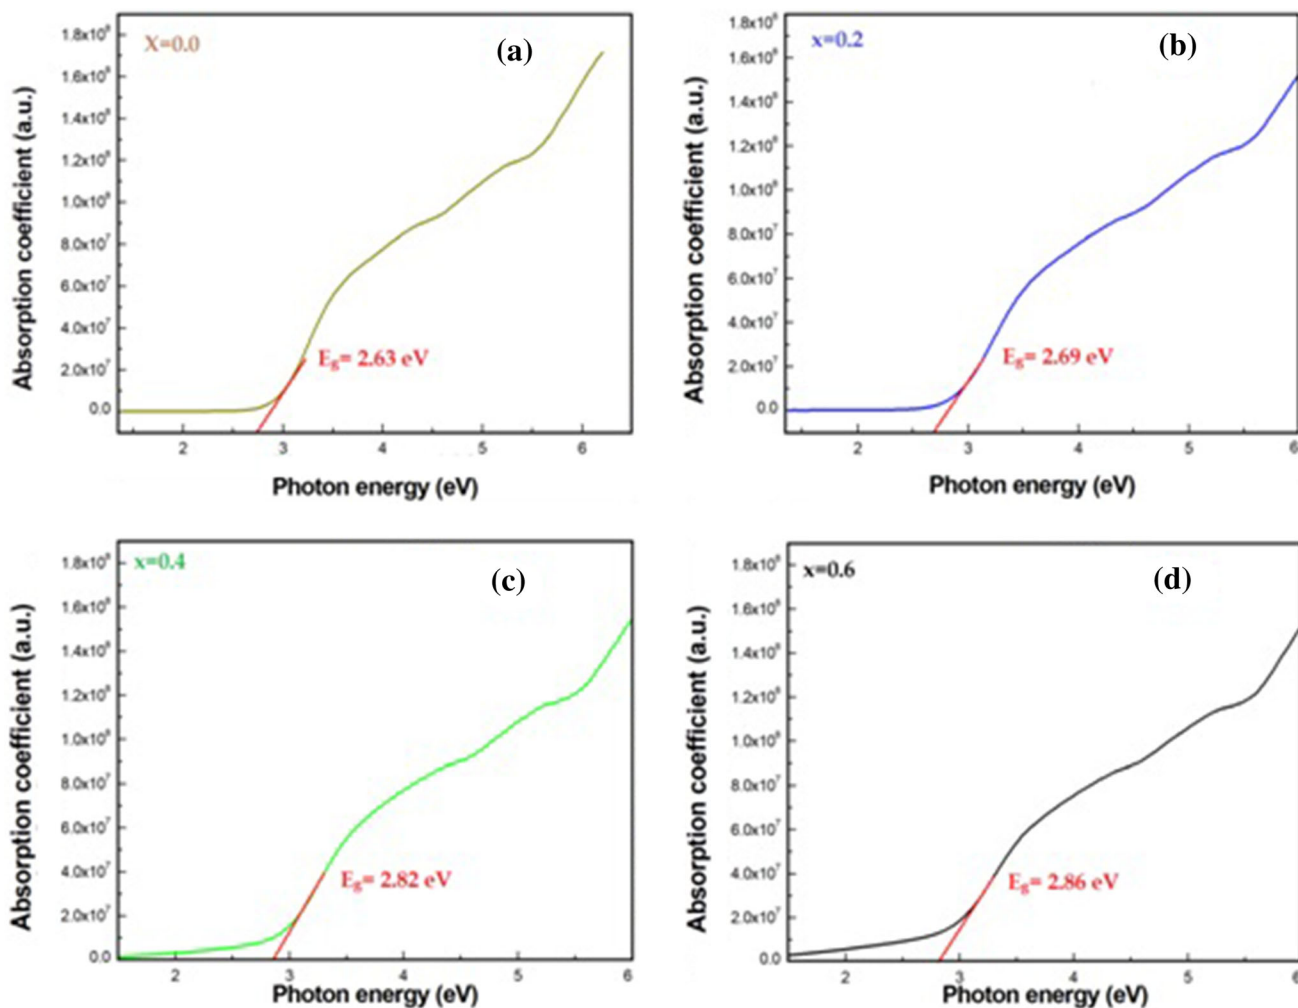 X=0.0
(a)
1.8x10⁸
1.6x10⁸
1.4x10⁸
1.2x10⁸
1.0x10⁸
8.0x10⁷
6.0x10⁷
4.0x10⁷
2.0x10⁷
0.0
Absorption coefficient (a.u.)
E_g= 2.63 eV
2 3 4 5 6
Photon energy (eV)
x=0.2
(b)
1.8x10⁸
1.6x10⁸
1.4x10⁸
1.2x10⁸
1.0x10⁸
8.0x10⁷
6.0x10⁷
4.0x10⁷
2.0x10⁷
0.0
Absorption coefficient (a.u.)
E_g= 2.69 eV
2 3 4 5 6
Photon energy (eV)
x=0.4
(c)
1.8x10⁸
1.6x10⁸
1.4x10⁸
1.2x10⁸
1.0x10⁸
8.0x10⁷
6.0x10⁷
4.0x10⁷
2.0x10⁷
0.0
Absorption coefficient (a.u.)
E_g= 2.82 eV
2 3 4 5 6
Photon energy (eV)
x=0.6
(d)
1.8x10⁸
1.6x10⁸
1.4x10⁸
1.2x10⁸
1.0x10⁸
8.0x10⁷
6.0x10⁷
4.0x10⁷
2.0x10⁷
0.0
Absorption coefficient (a.u.)
E_g= 2.86 eV
2 3 4 5 6
Photon energy (eV)